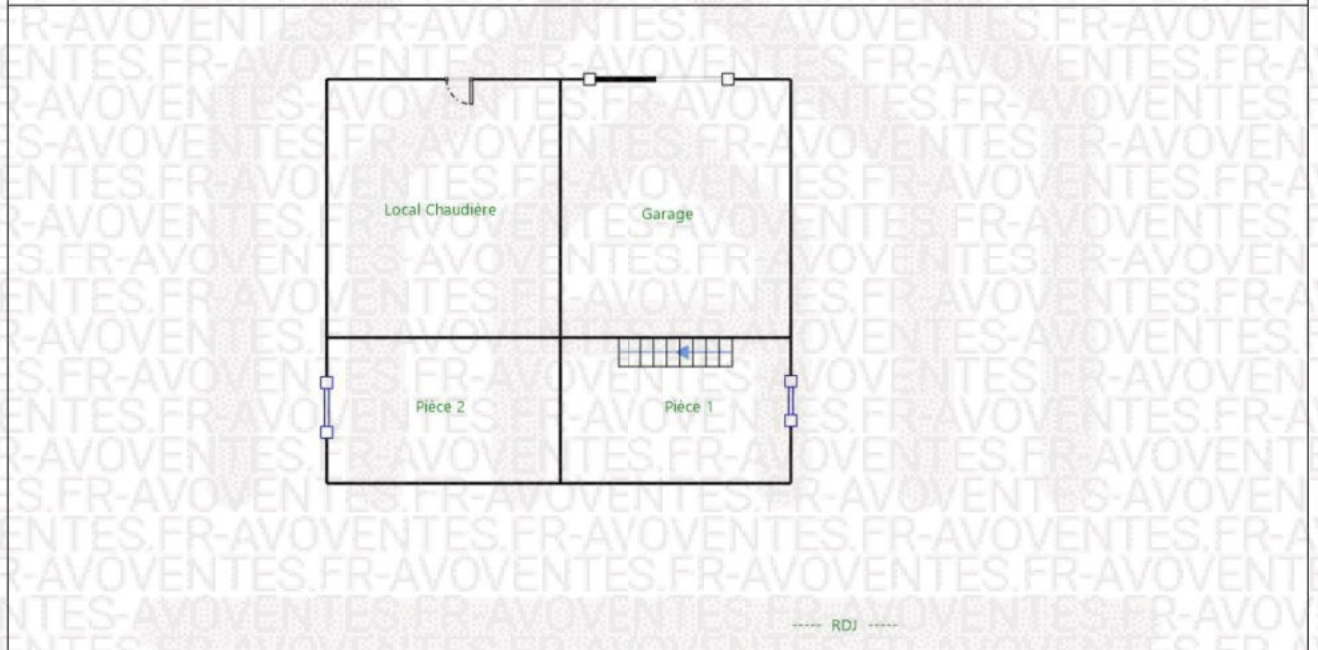 Local Chaudière
Garage
Pièce 2
Pièce 1
----- RDJ -----